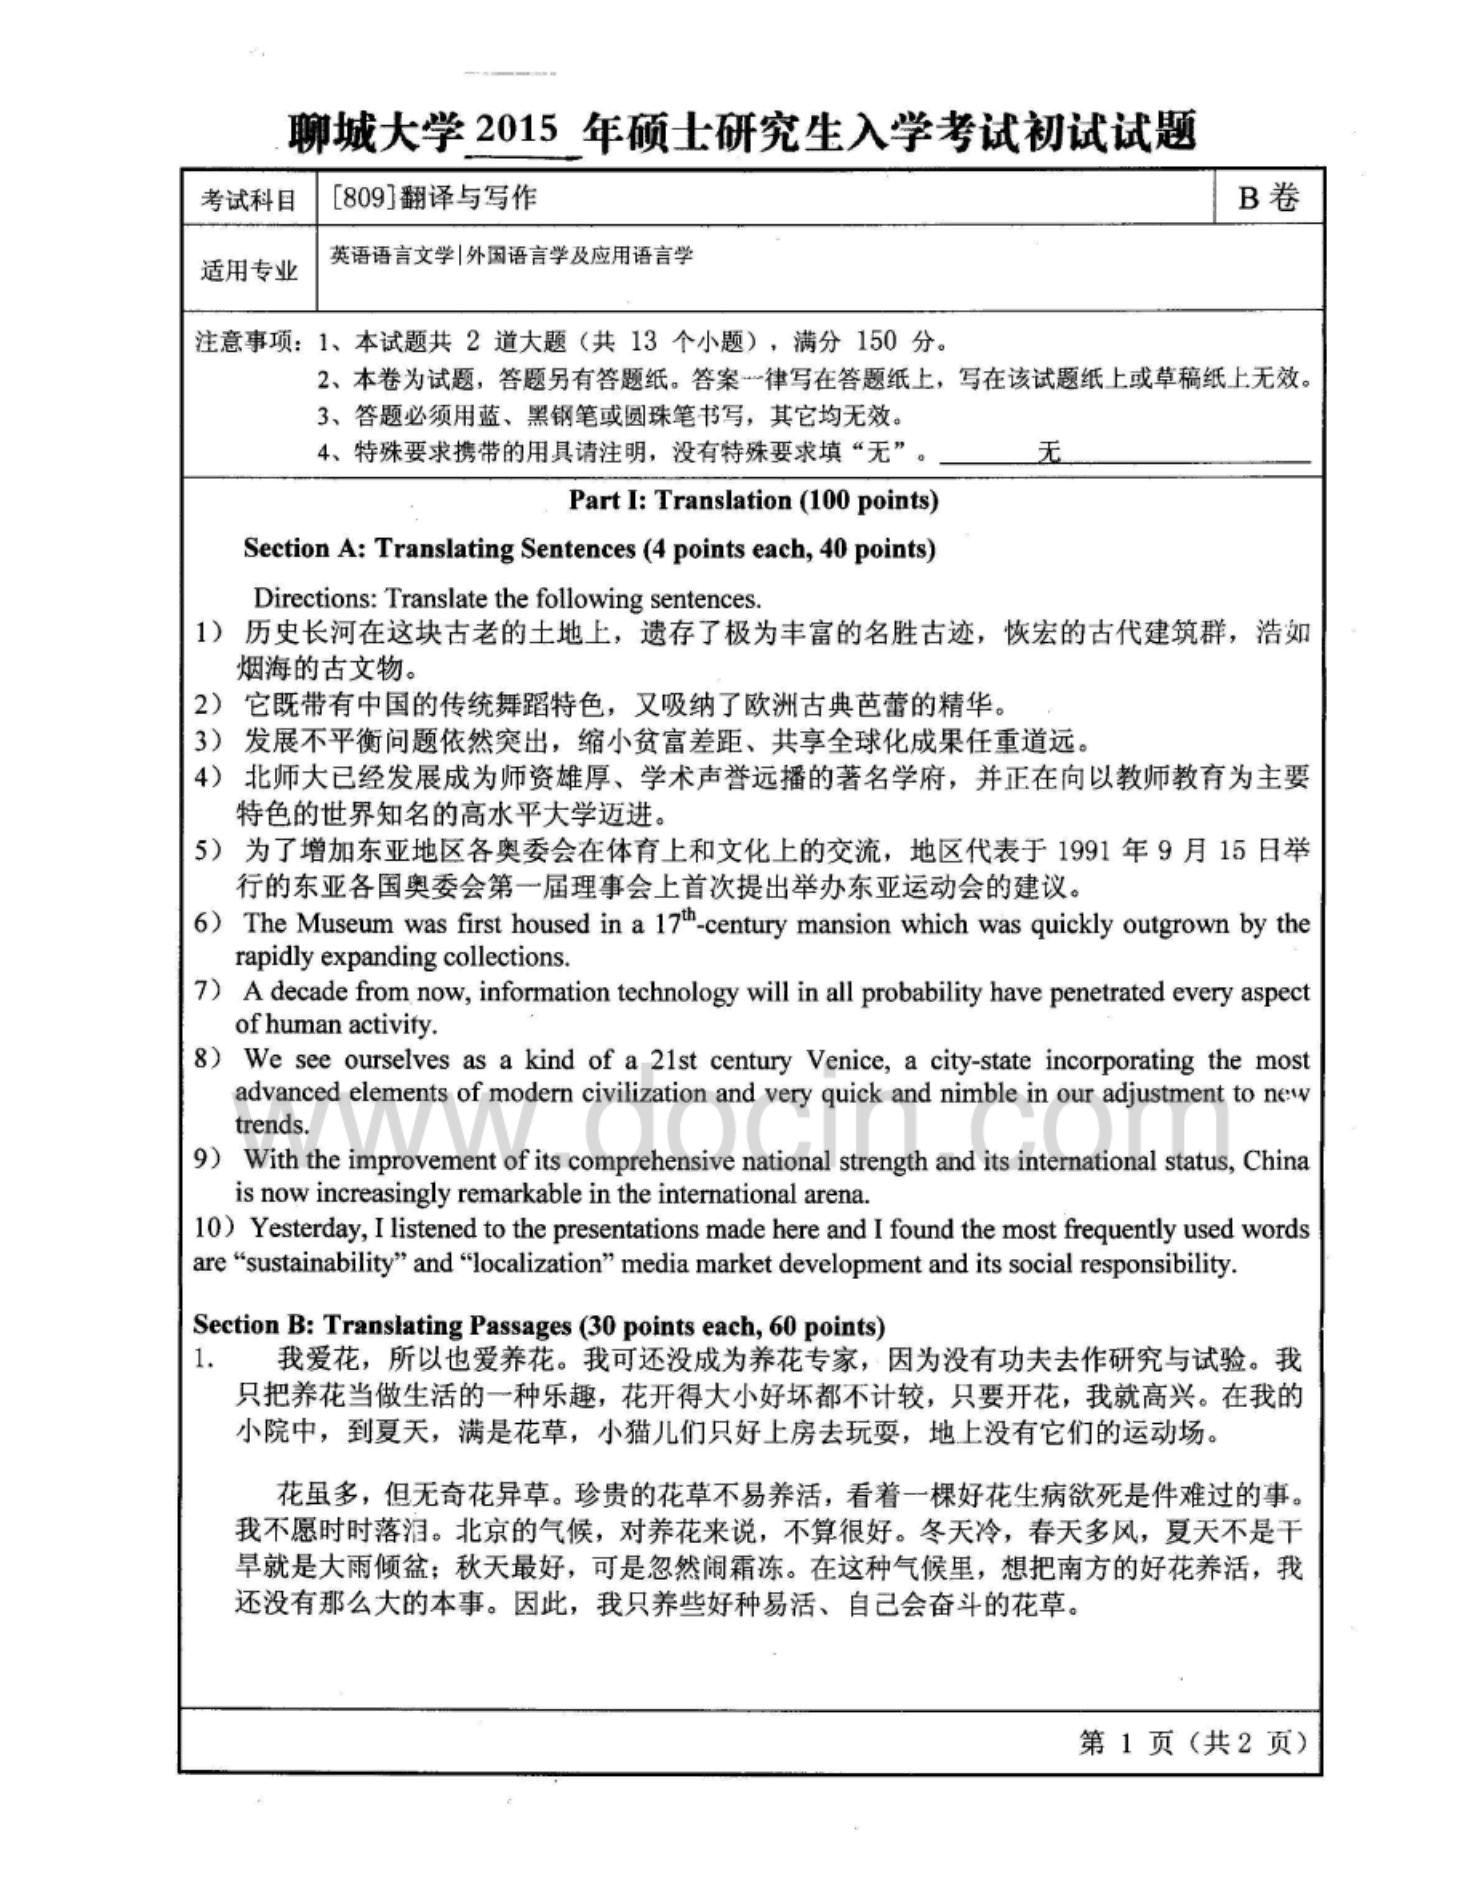 聊城大学 2015 年硕士研究生入学考试初试试题
考试科目 [809]翻译与写作 B 卷
适用专业 英语语言文学|外国语言学及应用语言学
注意事项：1、本试题共 2 道大题（共 13 个小题），满分 150 分。
2、本卷为试题，答题另有答题纸。答案一律写在答题纸上，写在该试题纸上或草稿纸上无效。
3、答题必须用蓝、黑钢笔或圆珠笔书写，其它均无效。
4、特殊要求携带的用具请注明，没有特殊要求填“无”。 无
Part I: Translation (100 points)
Section A: Translating Sentences (4 points each, 40 points)
Directions: Translate the following sentences.
1） 历史长河在这块古老的土地上，遗存了极为丰富的名胜古迹，恢宏的古代建筑群，浩如
烟海的古文物。
2） 它既带有中国的传统舞蹈特色，又吸纳了欧洲古典芭蕾的精华。
3） 发展不平衡问题依然突出，缩小贫富差距、共享全球化成果任重道远。
4） 北师大已经发展成为师资雄厚、学术声誉远播的著名学府，并正在向以教师教育为主要
特色的世界知名的高水平大学迈进。
5） 为了增加东亚地区各奥委会在体育上和文化上的交流，地区代表于 1991 年 9 月 15 日举
行的东亚各国奥委会第一届理事会上首次提出举办东亚运动会的建议。
6） The Museum was first housed in a 17th-century mansion which was quickly outgrown by the
rapidly expanding collections.
7） A decade from now, information technology will in all probability have penetrated every aspect
of human activity.
8） We see ourselves as a kind of a 21st century Venice, a city-state incorporating the most
advanced elements of modern civilization and very quick and nimble in our adjustment to new
trends.
9） With the improvement of its comprehensive national strength and its international status, China
is now increasingly remarkable in the international arena.
10）Yesterday, I listened to the presentations made here and I found the most frequently used words
are “sustainability” and “localization” media market development and its social responsibility.
Section B: Translating Passages (30 points each, 60 points)
1. 我爱花，所以也爱养花。我可还没成为养花专家，因为没有功夫去作研究与试验。我
只把养花当做生活的一种乐趣，花开得大小好坏都不计较，只要开花，我就高兴。在我的
小院中，到夏天，满是花草，小猫儿们只好上房去玩耍，地上没有它们的运动场。
花虽多，但无奇花异草。珍贵的花草不易养活，看着一棵好花生病欲死是件难过的事。
我不愿时时落泪。北京的气候，对养花来说，不算很好。冬天冷，春天多风，夏天不是干
旱就是大雨倾盆；秋天最好，可是忽然闹霜冻。在这种气候里，想把南方的好花养活，我
还没有那么大的本事。因此，我只养些好种易活、自己会奋斗的花草。
第 1 页（共 2 页）
www.docin.com